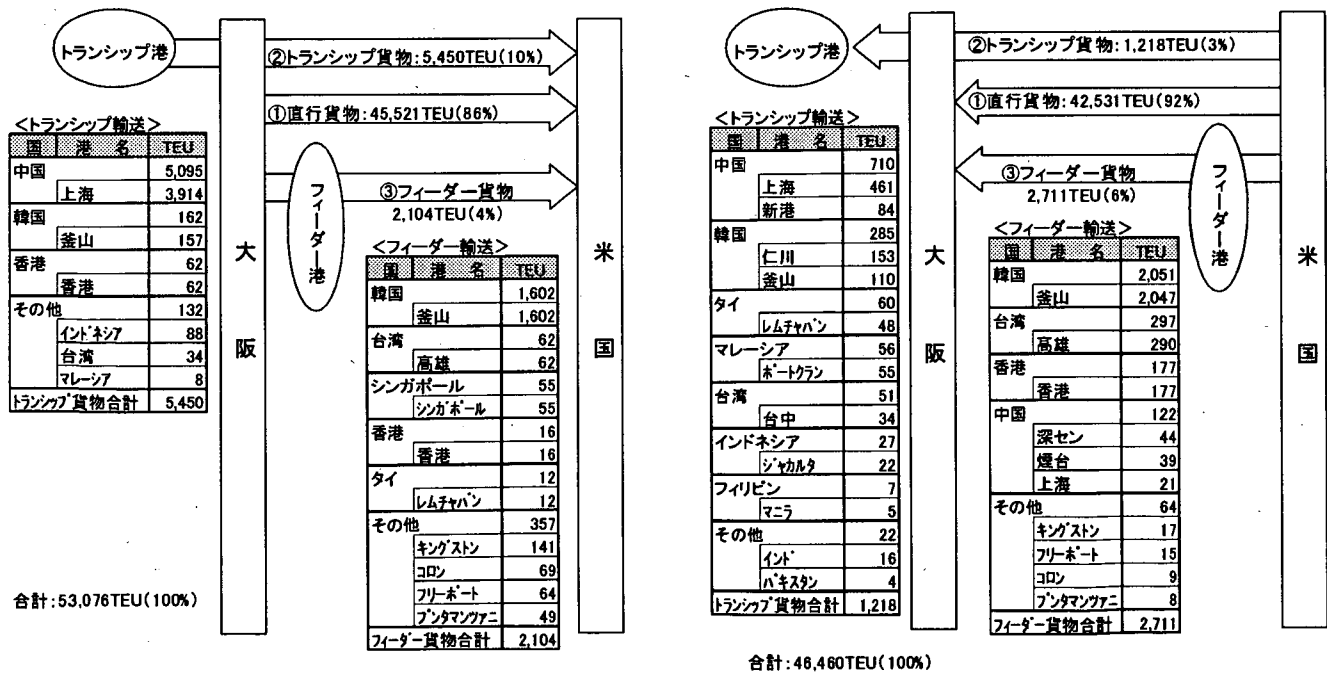 トランシップ港
②トランシップ貨物:5,450TEU(10%)
①直行貨物:45,521TEU(86%)
<トランシップ輸送>
国 港名 TEU
中国 5,095
上海 3,914
韓国 162
釜山 157
香港 62
香港 62
その他 132
インドネシア 88
台湾 34
マレーシア 8
トランシップ貨物合計 5,450
合計:53,076TEU(100%)
大阪
フィーダー港
③フィーダー貨物
2,104TEU(4%)
<フィーダー輸送>
国 港名 TEU
韓国 1,602
釜山 1,602
台湾 62
高雄 62
シンガポール 55
シンガポール 55
香港 16
香港 16
タイ 12
レムチャバン 12
その他 357
キングストン 141
コロン 69
フリーポート 64
プンタマンツァニ 49
フィーダー貨物合計 2,104
米国
トランシップ港
②トランシップ貨物:1,218TEU(3%)
①直行貨物:42,531TEU(92%)
<トランシップ輸送>
国 港名 TEU
中国 710
上海 461
新港 84
韓国 285
仁川 153
釜山 110
タイ 60
レムチャバン 48
マレーシア 56
ポートクラン 55
台湾 51
台中 34
インドネシア 27
ジャカルタ 22
フィリピン 7
マニラ 5
その他 22
インド 16
パキスタン 4
トランシップ貨物合計 1,218
大阪
③フィーダー貨物
2,711TEU(6%)
フィーダー港
<フィーダー輸送>
国 港名 TEU
韓国 2,051
釜山 2,047
台湾 297
高雄 290
香港 177
香港 177
中国 122
深セン 44
煙台 39
上海 21
その他 64
キングストン 17
フリーポート 15
コロン 9
プンタマンツァニ 8
フィーダー貨物合計 2,711
米国
合計:46,460TEU(100%)